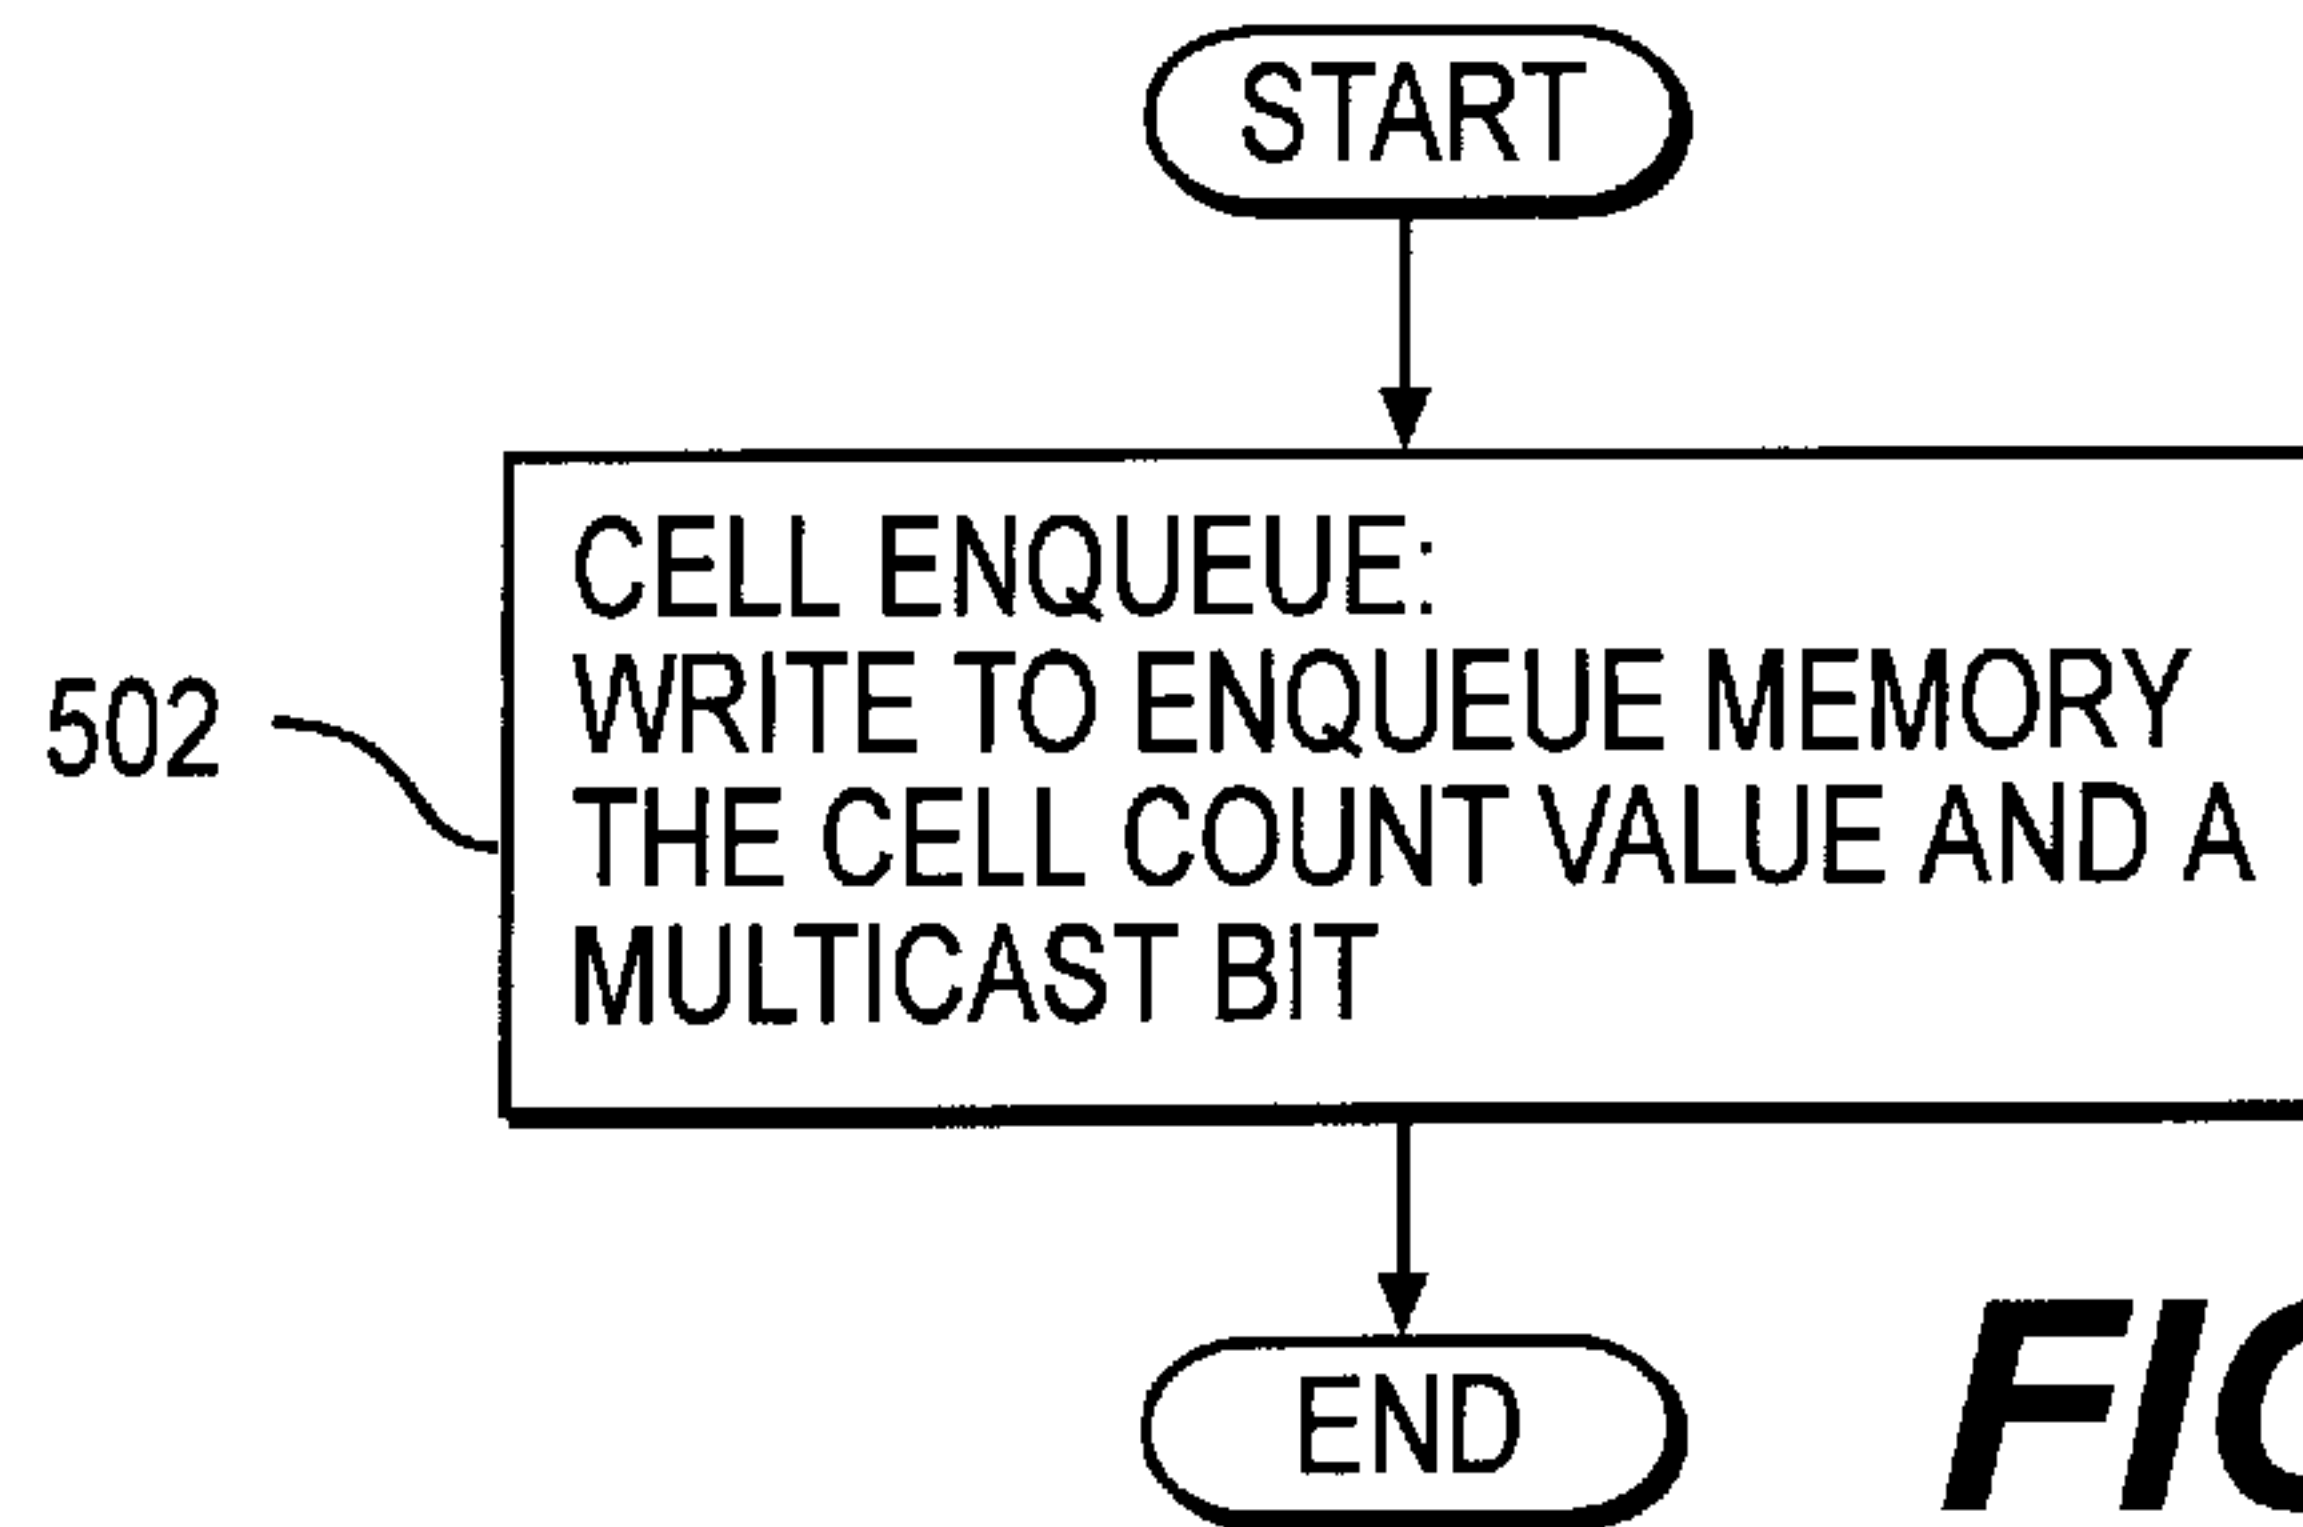 START
CELL ENQUEUE:
WRITE TO ENQUEUE MEMORY
502
THE CELL COUNT VALUE AND A
MULTICAST BIT
END